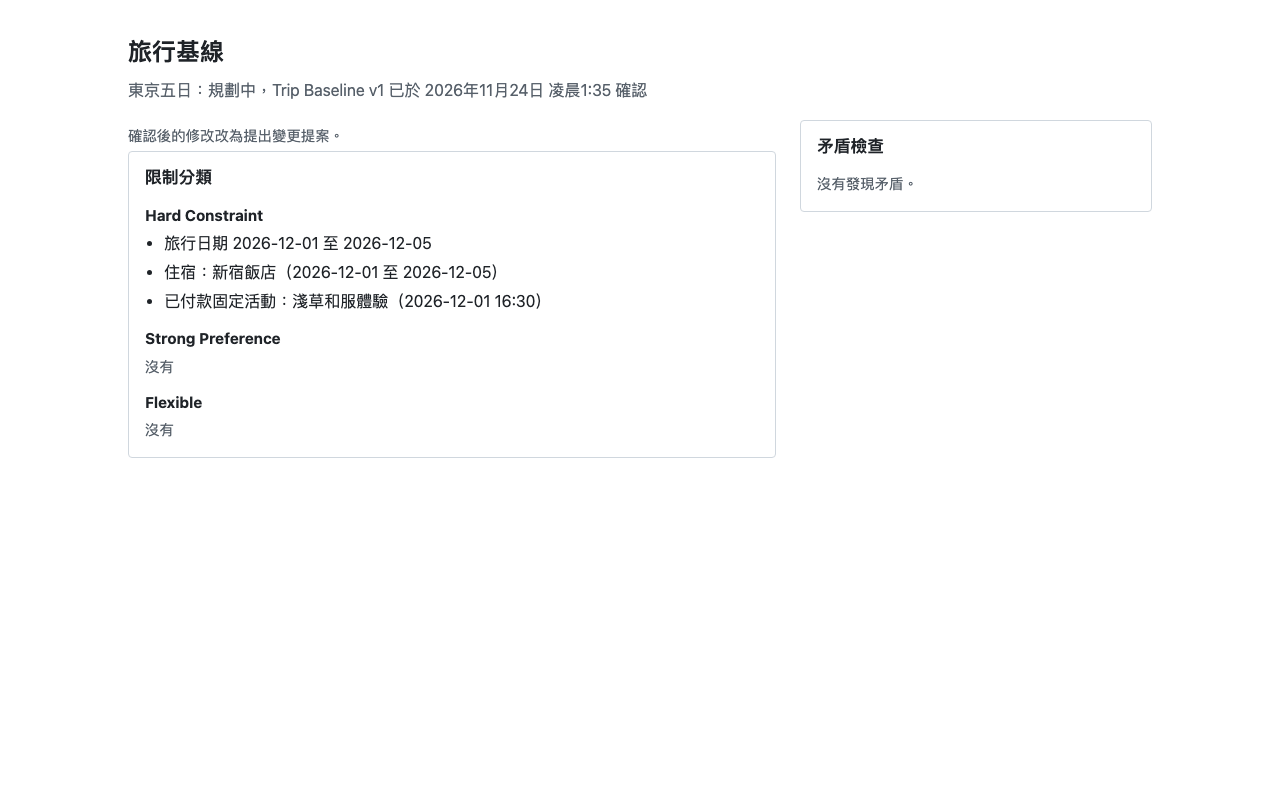 旅行基線
東京五日：規劃中，Trip Baseline v1 已於 2026年11月24日 凌晨1:35 確認
確認後的修改改為提出變更提案。
限制分類
Hard Constraint
• 旅行日期 2026-12-01 至 2026-12-05
• 住宿：新宿飯店（2026-12-01 至 2026-12-05）
• 已付款固定活動：淺草和服體驗（2026-12-01 16:30）
Strong Preference
沒有
Flexible
沒有
矛盾檢查
沒有發現矛盾。